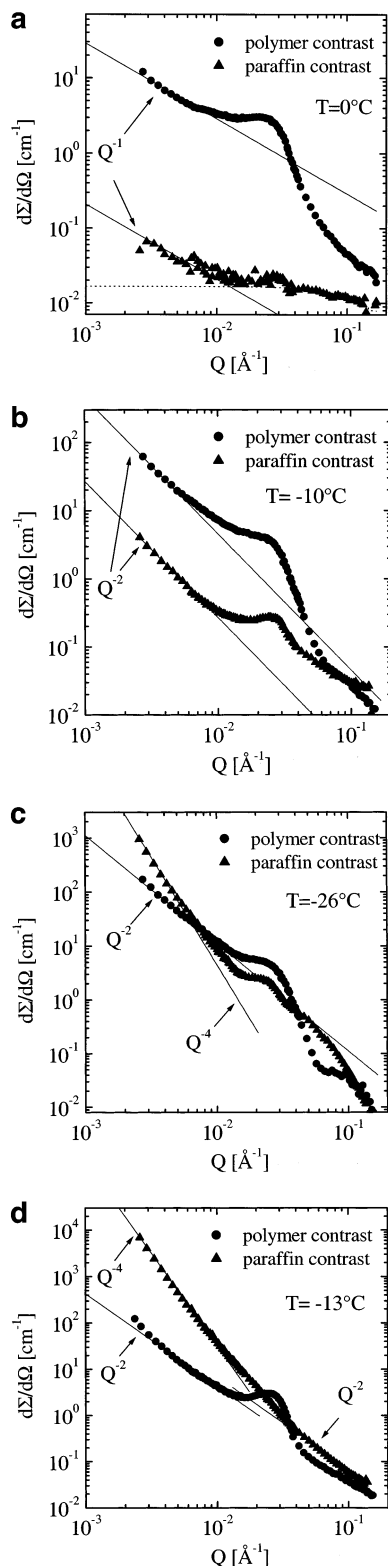 a
polymer contrast
paraffin contrast
T=0°C
Q⁻¹
dΣ/dΩ [cm⁻¹]
10¹
10⁰
10⁻¹
10⁻²
10⁻³ 10⁻² 10⁻¹
Q [Å⁻¹]
b
polymer contrast
paraffin contrast
T= -10°C
Q⁻²
dΣ/dΩ [cm⁻¹]
10²
10¹
10⁰
10⁻¹
10⁻²
10⁻³ 10⁻² 10⁻¹
Q [Å⁻¹]
c
polymer contrast
paraffin contrast
T=-26°C
Q⁻²
Q⁻⁴
dΣ/dΩ [cm⁻¹]
10³
10²
10¹
10⁰
10⁻¹
10⁻²
10⁻³ 10⁻² 10⁻¹
Q [Å⁻¹]
d
polymer contrast
paraffin contrast
T= -13°C
Q⁻⁴
Q⁻²
Q⁻²
dΣ/dΩ [cm⁻¹]
10⁴
10³
10²
10¹
10⁰
10⁻¹
10⁻²
10⁻³ 10⁻² 10⁻¹
Q [Å⁻¹]